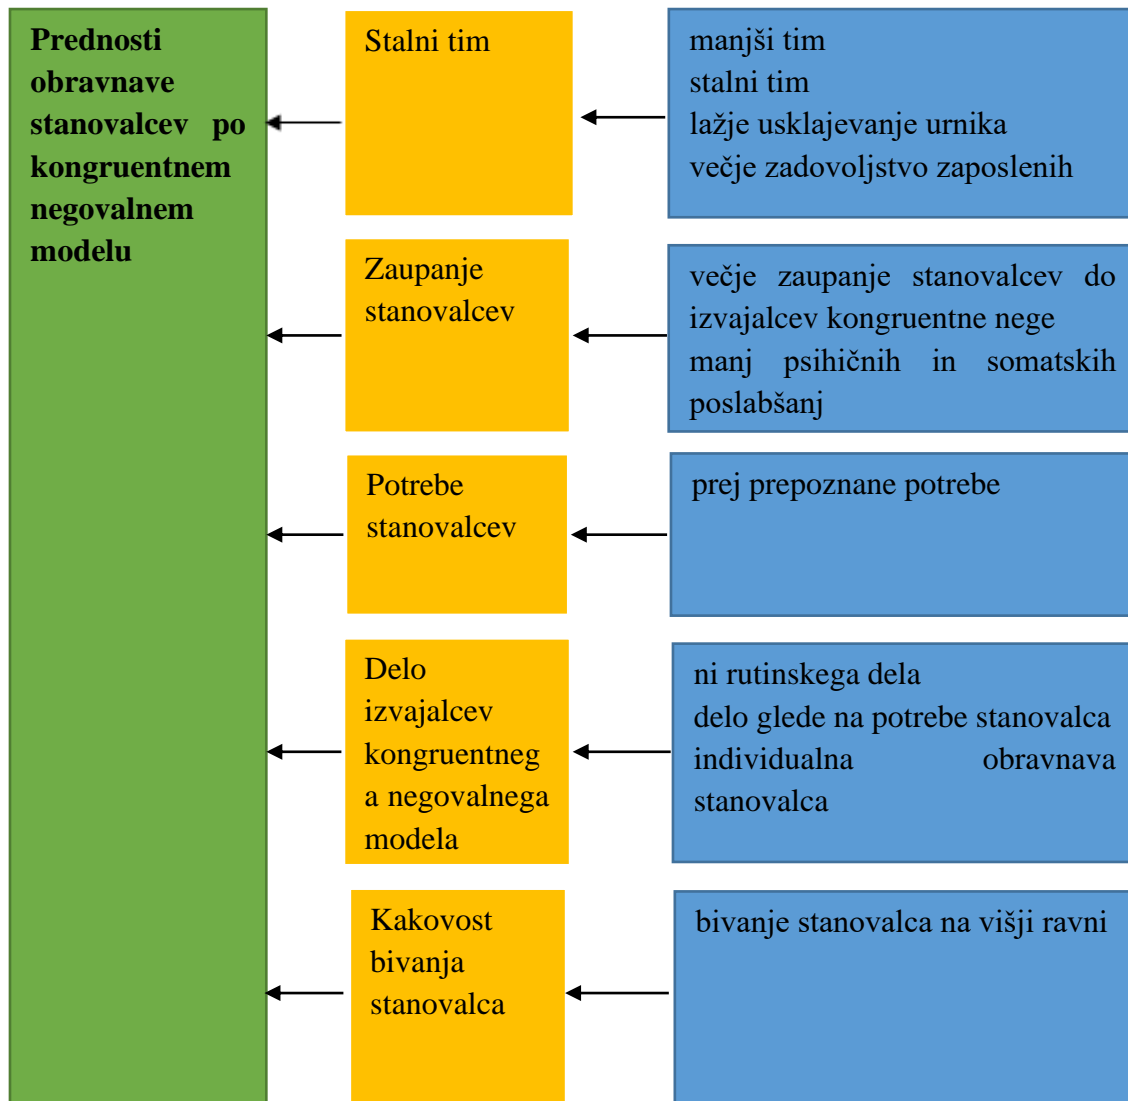 Prednosti
obravnave
stanovalcev po
kongruentnem
negovalnem
modelu
Stalni tim
manjši tim
stalni tim
lažje usklajevanje urnika
večje zadovoljstvo zaposlenih
Zaupanje
stanovalcev
večje zaupanje stanovalcev do
izvajalcev kongruentne nege
manj psihičnih in somatskih
poslabšanj
Potrebe
stanovalcev
prej prepoznane potrebe
Delo
izvajalcev
kongruentneg
a negovalnega
modela
ni rutinskega dela
delo glede na potrebe stanovalca
individualna obravnava
stanovalca
Kakovost
bivanja
stanovalca
bivanje stanovalca na višji ravni